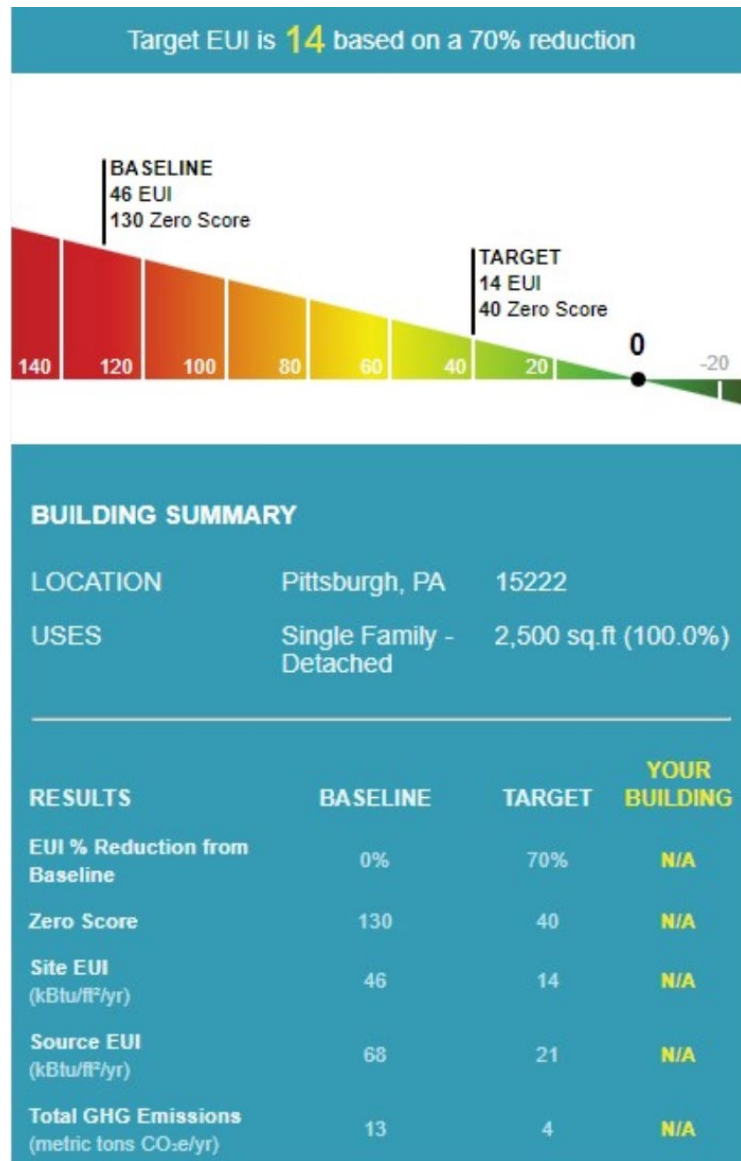 Target EUI is 14 based on a 70% reduction
BASELINE
46 EUI
130 Zero Score
TARGET
14 EUI
40 Zero Score
0
140 120 100 80 60 40 20 -20
BUILDING SUMMARY
LOCATION Pittsburgh, PA 15222
USES Single Family - 2,500 sq.ft (100.0%)
Detached
YOUR
RESULTS BASELINE TARGET BUILDING
EUI % Reduction from
Baseline 0% 70% N/A
Zero Score 130 40 N/A
Site EUI
(kBtu/ft²/yr) 46 14 N/A
Source EUI
(kBtu/ft²/yr) 68 21 N/A
Total GHG Emissions
(metric tons CO₂e/yr) 13 4 N/A